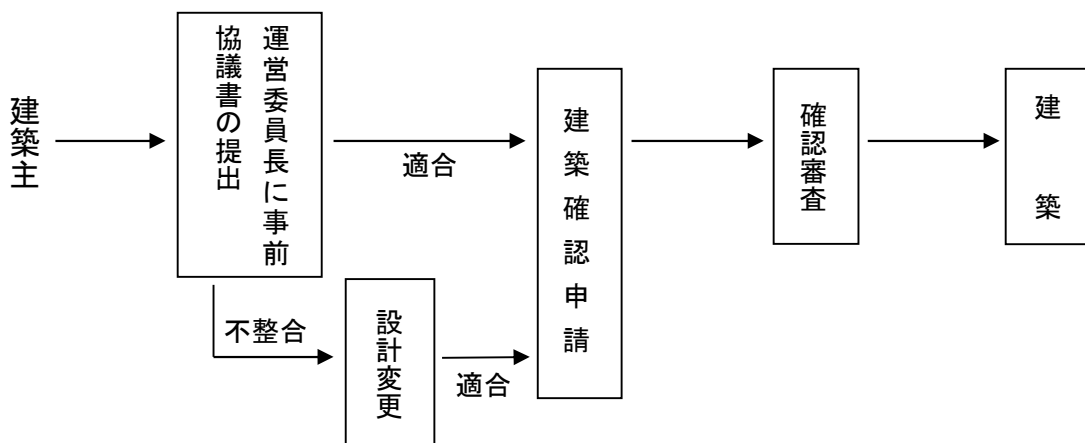 建築主
運営委員長に事前
協議書の提出
適合
不整合
設計変更
適合
建築確認申請
確認審査
建築